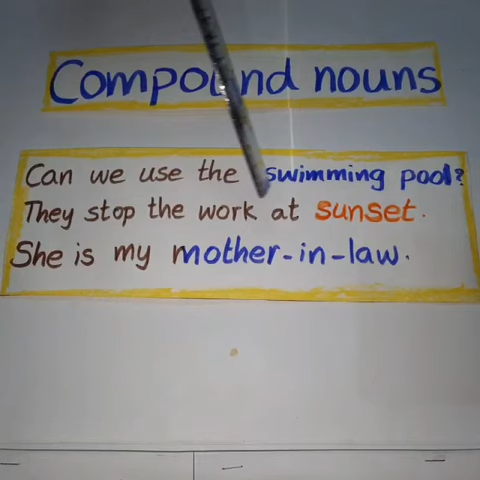 Compound nouns
Can we use the swimming pool?
They stop the work at sunset.
She is my mother-in-law.